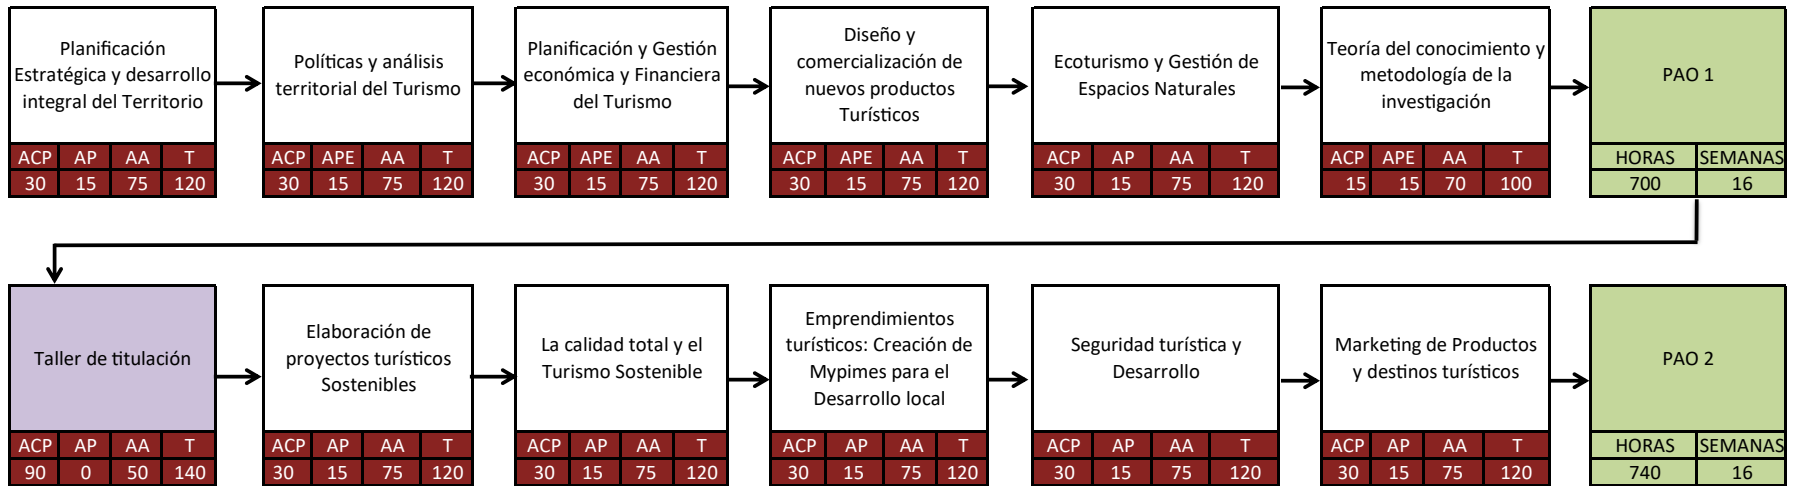 Planificación
Estratégica y desarrollo
integral del Territorio
ACP AP AA T
30 15 75 120
Políticas y análisis
territorial del Turismo
ACP APE AA T
30 15 75 120
Planificación y Gestión
económica y Financiera
del Turismo
ACP APE AA T
30 15 75 120
Diseño y
comercialización de
nuevos productos
Turísticos
ACP APE AA T
30 15 75 120
Ecoturismo y Gestión de
Espacios Naturales
ACP AP AA T
30 15 75 120
Teoría del conocimiento y
metodología de la
investigación
ACP APE AA T
15 15 70 100
PAO 1
HORAS SEMANAS
700 16
Taller de titulación
ACP AP AA T
90 0 50 140
Elaboración de
proyectos turísticos
Sostenibles
ACP AP AA T
30 15 75 120
La calidad total y el
Turismo Sostenible
ACP AP AA T
30 15 75 120
Emprendimientos
turísticos: Creación de
Mypimes para el
Desarrollo local
ACP AP AA T
30 15 75 120
Seguridad turística y
Desarrollo
ACP AP AA T
30 15 75 120
Marketing de Productos
y destinos turísticos
ACP AP AA T
30 15 75 120
PAO 2
HORAS SEMANAS
740 16